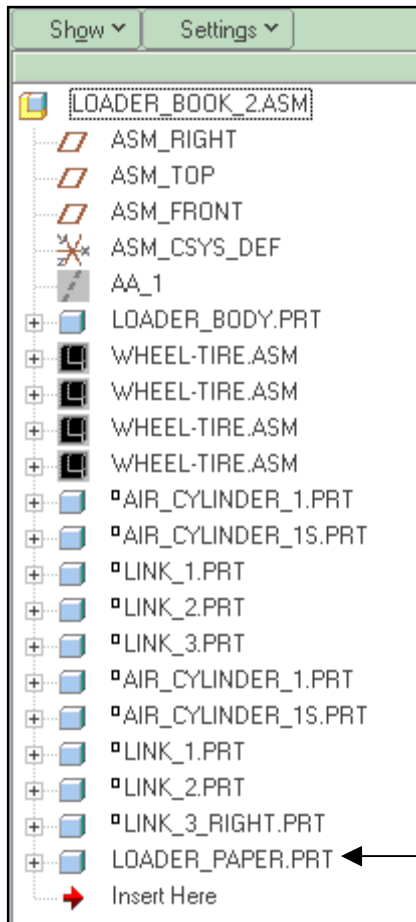 Show Settings
LOADER_BOOK_2.ASM
ASM_RIGHT
ASM_TOP
ASM_FRONT
ASM_CSYS_DEF
AA_1
LOADER_BODY.PRT
WHEEL-TIRE.ASM
WHEEL-TIRE.ASM
WHEEL-TIRE.ASM
WHEEL-TIRE.ASM
AIR_CYLINDER_1.PRT
AIR_CYLINDER_1S.PRT
LINK_1.PRT
LINK_2.PRT
LINK_3.PRT
AIR_CYLINDER_1.PRT
AIR_CYLINDER_1S.PRT
LINK_1.PRT
LINK_2.PRT
LINK_3_RIGHT.PRT
LOADER_PAPER.PRT
Insert Here